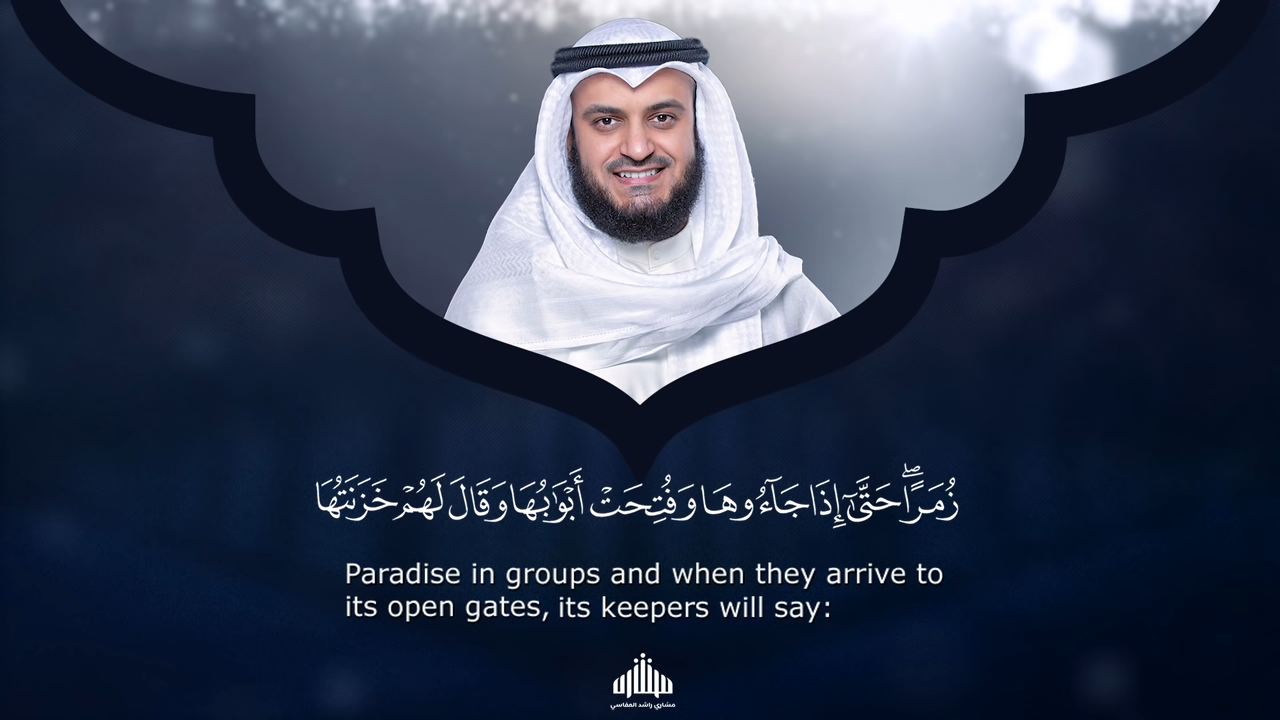 زُمَرًاۖ حَتَّىٰٓ إِذَا جَآءُوهَا وَفُتِحَتْ أَبْوَٰبُهَا وَقَالَ لَهُمْ خَزَنَتُهَا
Paradise in groups and when they arrive to
its open gates, its keepers will say:
مشاري راشد العفاسي